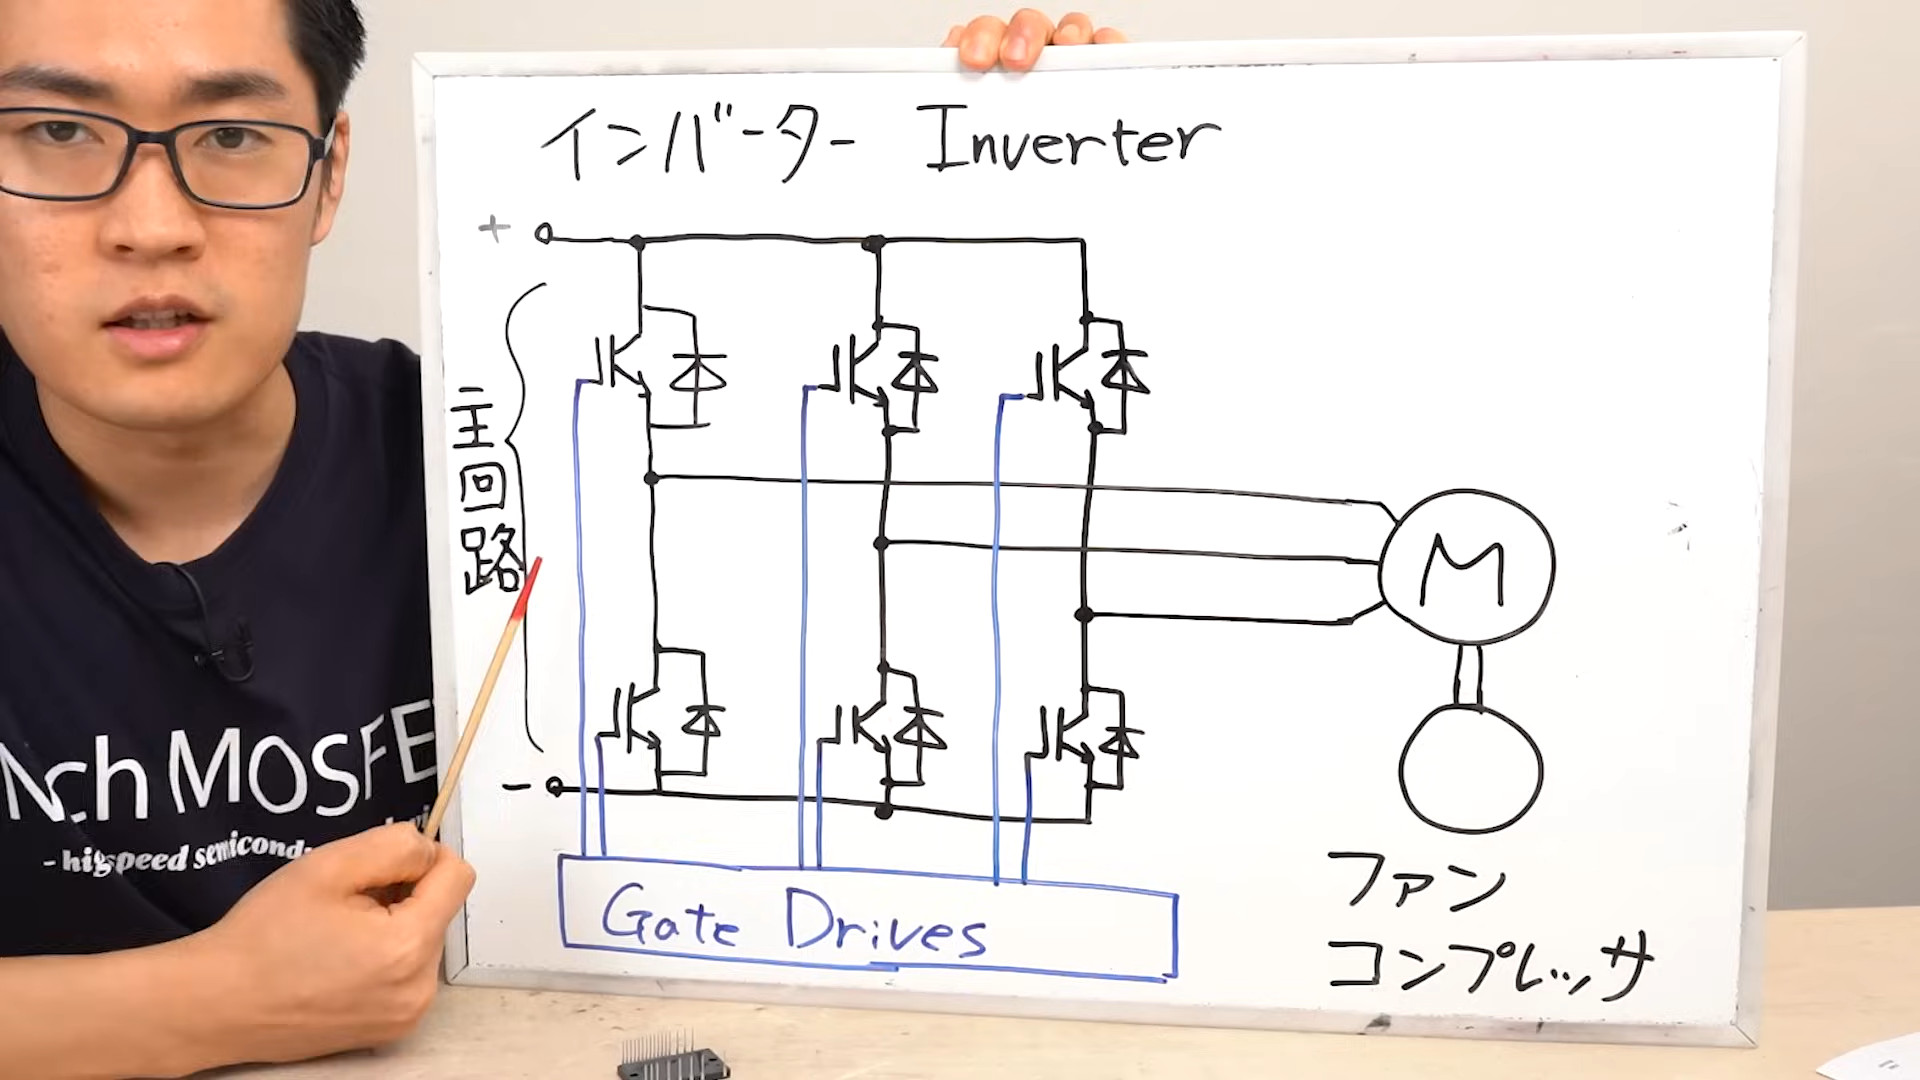 インバーター Inverter
+
主回路
M
-
Gate Drives
ファン
コンプレッサ
Nch MOSFE
- higspeed semicond